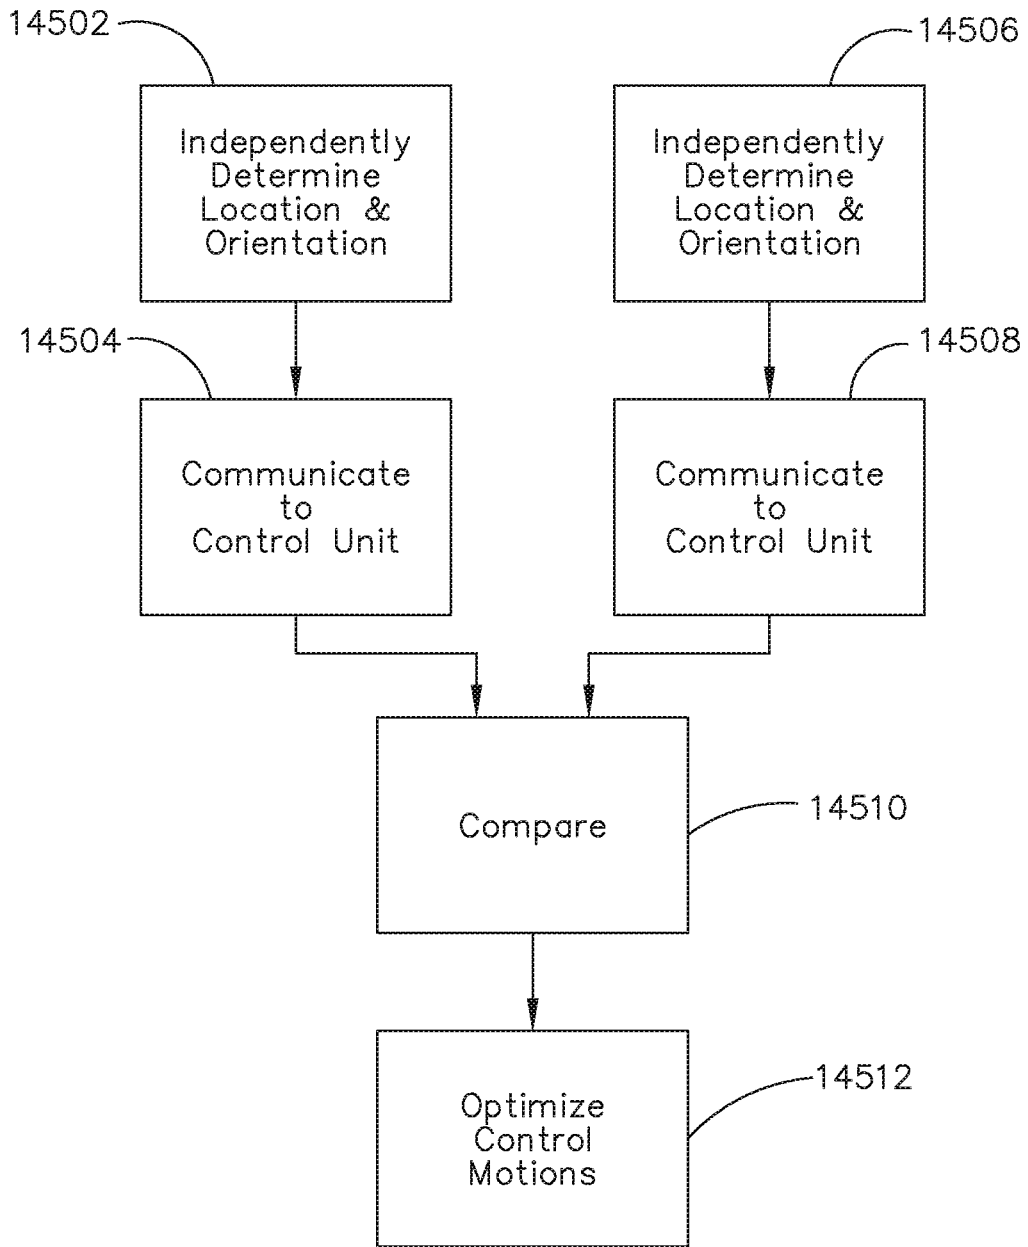 14502
14506
Independently
Determine
Location &
Orientation
Independently
Determine
Location &
Orientation
14504
14508
Communicate
to
Control Unit
Communicate
to
Control Unit
Compare
14510
Optimize
Control
Motions
14512